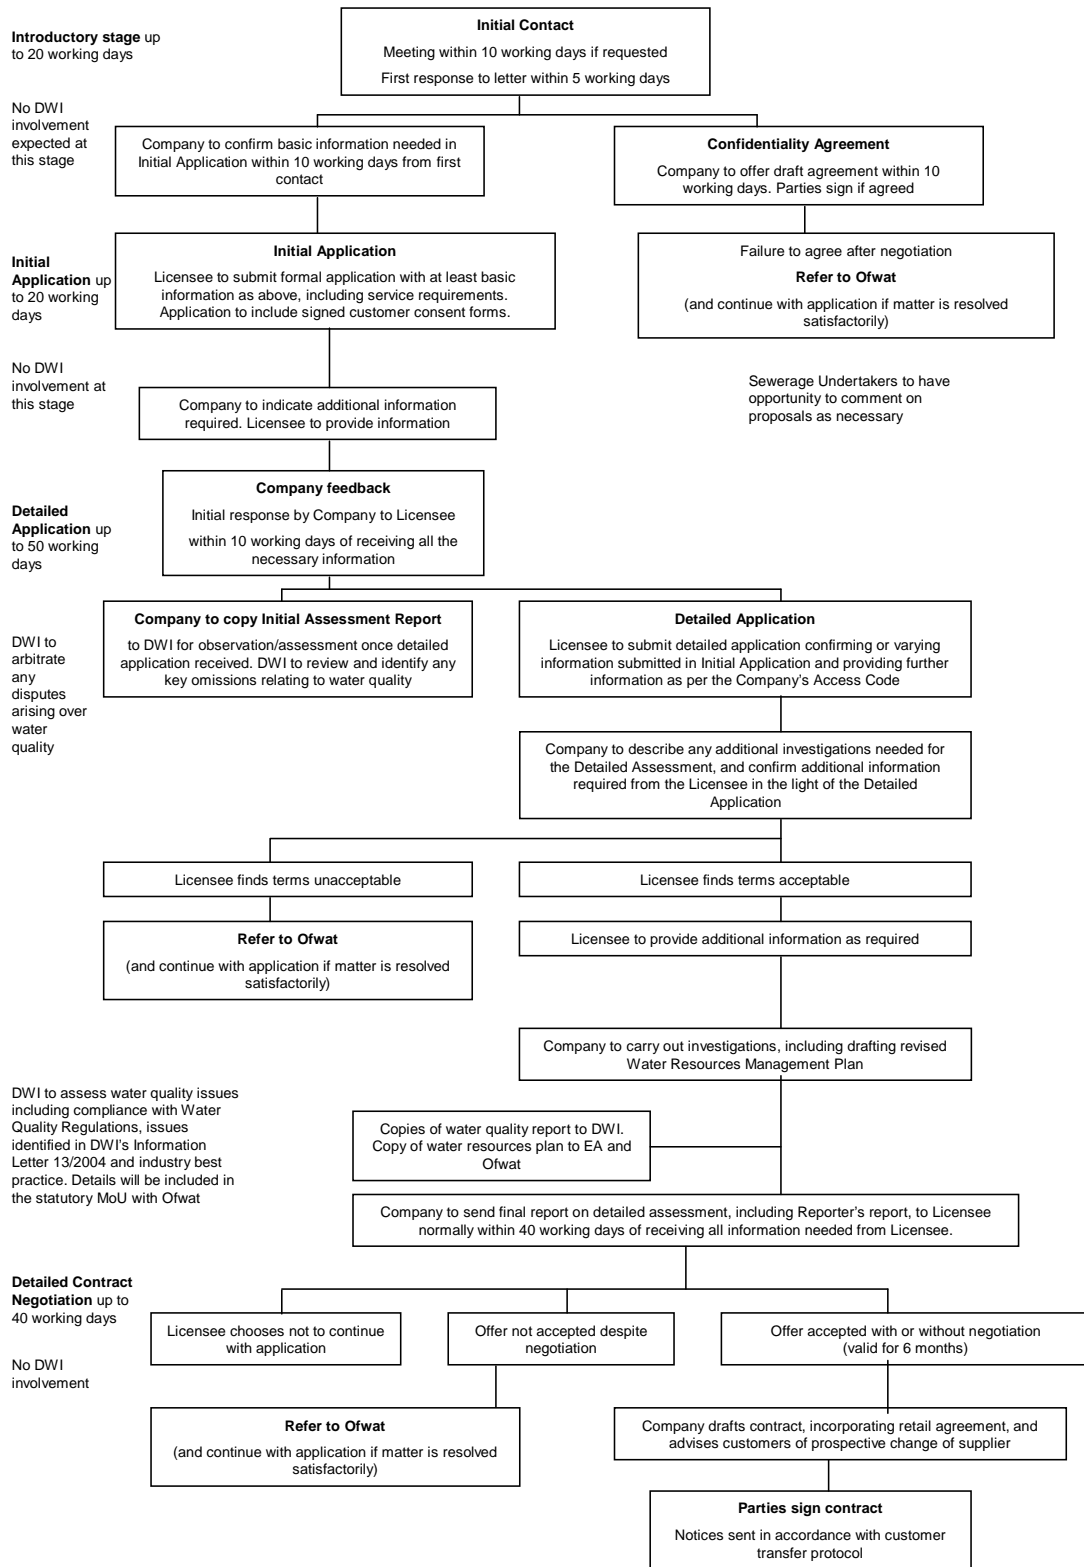 Initial Contact
Meeting within 10 working days if requested
First response to letter within 5 working days
Introductory stage up
to 20 working days
No DWI
involvement
expected at
this stage
Company to confirm basic information needed in
Initial Application within 10 working days from first
contact
Confidentiality Agreement
Company to offer draft agreement within 10
working days. Parties sign if agreed
Initial
Application up
to 20 working
days
Initial Application
Licensee to submit formal application with at least basic
information as above, including service requirements.
Application to include signed customer consent forms.
Failure to agree after negotiation
Refer to Ofwat
(and continue with application if matter is resolved
satisfactorily)
No DWI
involvement at
this stage
Company to indicate additional information
required. Licensee to provide information
Sewerage Undertakers to have
opportunity to comment on
proposals as necessary
Detailed
Application up
to 50 working
days
Company feedback
Initial response by Company to Licensee
within 10 working days of receiving all the
necessary information
DWI to
arbitrate
any
disputes
arising over
water
quality
Company to copy Initial Assessment Report
to DWI for observation/assessment once detailed
application received. DWI to review and identify any
key omissions relating to water quality
Detailed Application
Licensee to submit detailed application confirming or varying
information submitted in Initial Application and providing further
information as per the Company's Access Code
Company to describe any additional investigations needed for
the Detailed Assessment, and confirm additional information
required from the Licensee in the light of the Detailed
Application
Licensee finds terms unacceptable
Licensee finds terms acceptable
Refer to Ofwat
(and continue with application if matter is resolved
satisfactorily)
Licensee to provide additional information as required
Company to carry out investigations, including drafting revised
Water Resources Management Plan
DWI to assess water quality issues
including compliance with Water
Quality Regulations, issues
identified in DWI's Information
Letter 13/2004 and industry best
practice. Details will be included in
the statutory MoU with Ofwat
Copies of water quality report to DWI.
Copy of water resources plan to EA and
Ofwat
Company to send final report on detailed assessment, including Reporter's report, to Licensee
normally within 40 working days of receiving all information needed from Licensee.
Detailed Contract
Negotiation up to
40 working days
No DWI
involvement
Licensee chooses not to continue
with application
Offer not accepted despite
negotiation
Offer accepted with or without negotiation
(valid for 6 months)
Refer to Ofwat
(and continue with application if matter is resolved
satisfactorily)
Company drafts contract, incorporating retail agreement, and
advises customers of prospective change of supplier
Parties sign contract
Notices sent in accordance with customer
transfer protocol